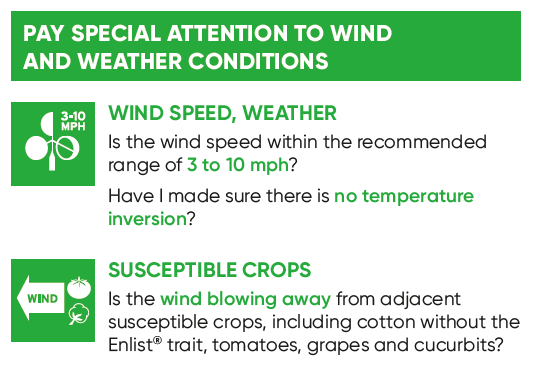 PAY SPECIAL ATTENTION TO WIND
AND WEATHER CONDITIONS
3-10
MPH
WIND SPEED, WEATHER
Is the wind speed within the recommended
range of 3 to 10 mph?
Have I made sure there is no temperature
inversion?
WIND
SUSCEPTIBLE CROPS
Is the wind blowing away from adjacent
susceptible crops, including cotton without the
Enlist® trait, tomatoes, grapes and cucurbits?